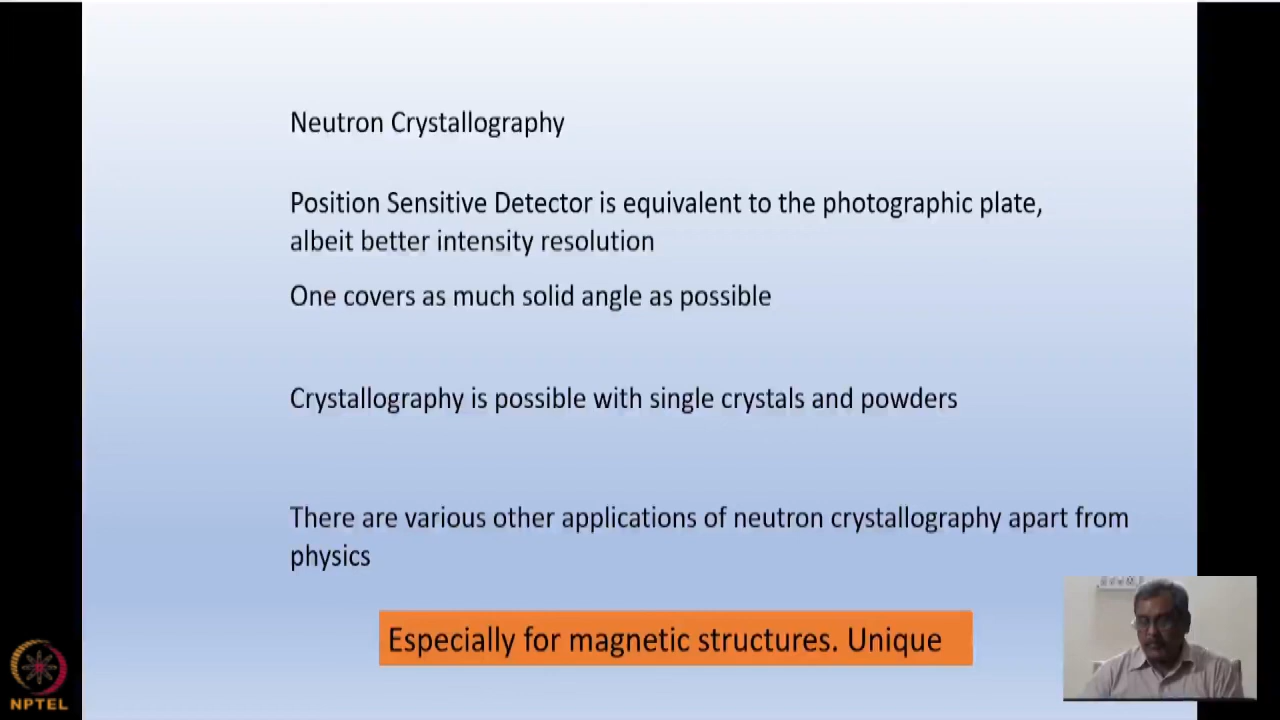 Neutron Crystallography
Position Sensitive Detector is equivalent to the photographic plate,
albeit better intensity resolution
One covers as much solid angle as possible
Crystallography is possible with single crystals and powders
There are various other applications of neutron crystallography apart from
physics
Especially for magnetic structures. Unique
NPTEL